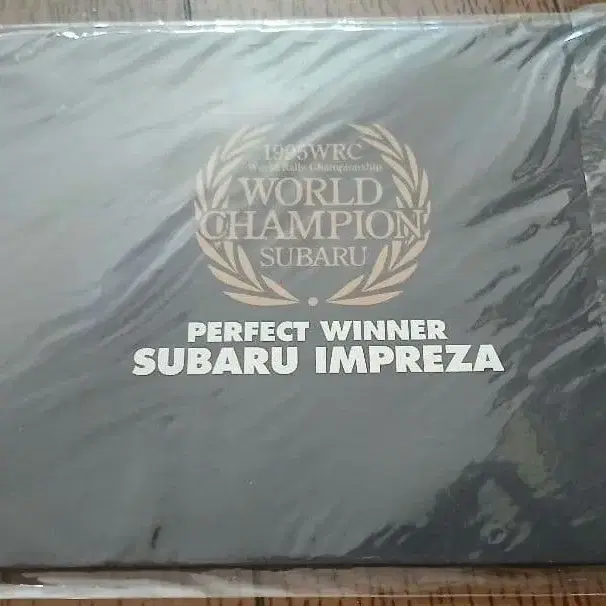 1995WRC
World Rally Championship
WORLD
CHAMPION
SUBARU
PERFECT WINNER
SUBARU IMPREZA